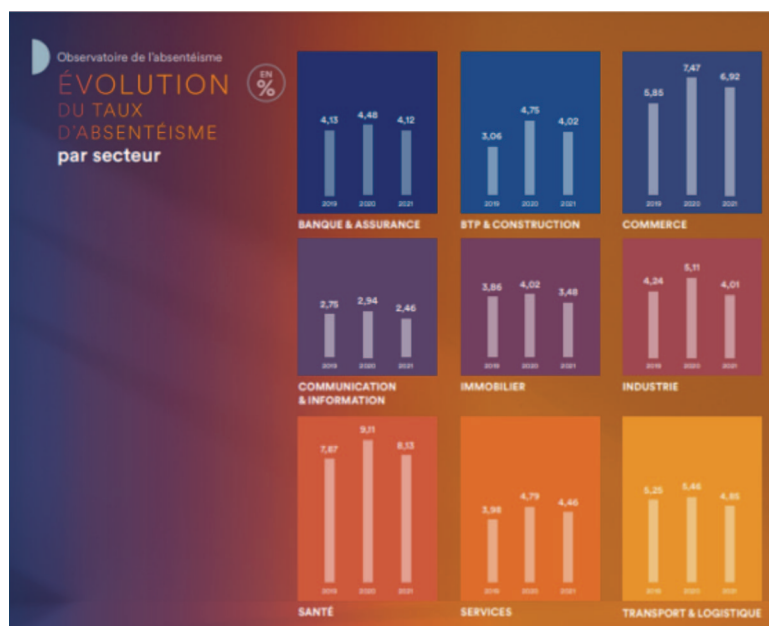 Observatoire de l'absentéisme
ÉVOLUTION
DU TAUX
D'ABSENTÉISME
par secteur
EN
%
4,13 4,48 4,12
2019 2020 2021
BANQUE & ASSURANCE
3,06 4,75 4,02
2019 2020 2021
BTP & CONSTRUCTION
5,85 7,47 6,92
2019 2020 2021
COMMERCE
2,75 2,94 2,46
2019 2020 2021
COMMUNICATION
& INFORMATION
3,86 4,02 3,48
2019 2020 2021
IMMOBILIER
4,24 5,11 4,01
2019 2020 2021
INDUSTRIE
7,87 9,11 8,13
2019 2020 2021
SANTÉ
3,98 4,79 4,46
2019 2020 2021
SERVICES
5,25 5,46 4,85
2019 2020 2021
TRANSPORT & LOGISTIQUE